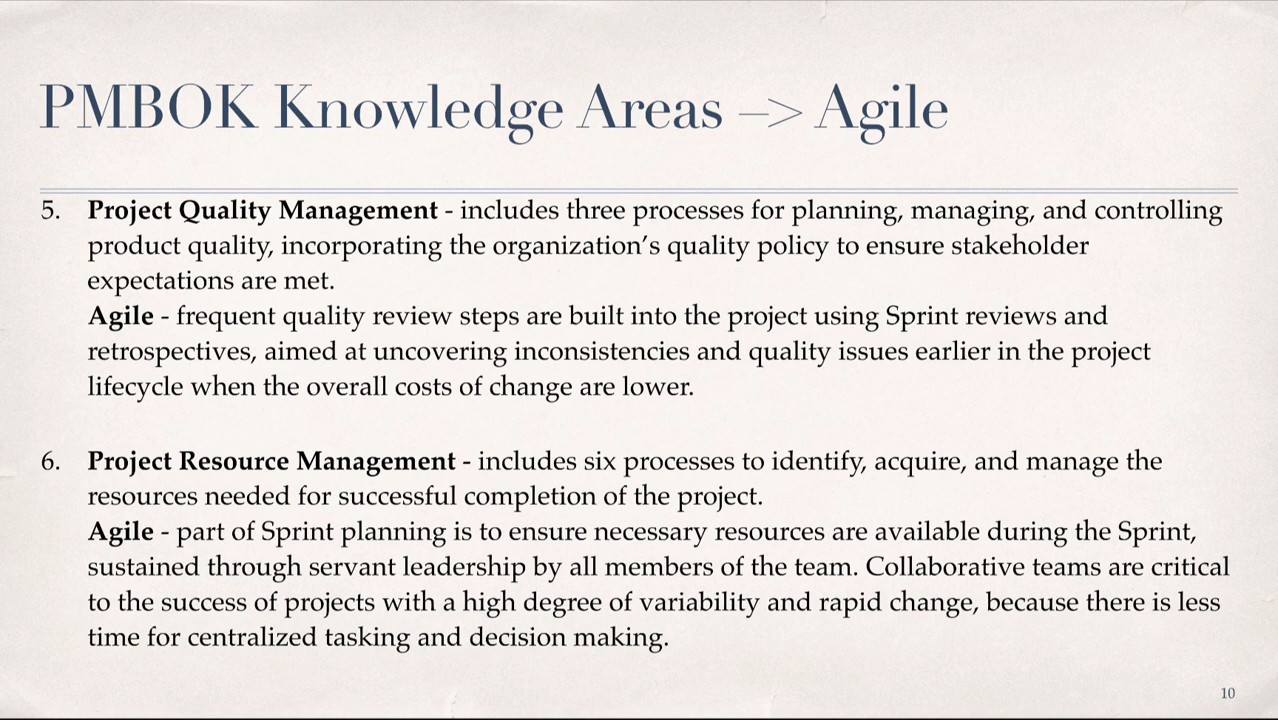 PMBOK Knowledge Areas –> Agile
5. Project Quality Management - includes three processes for planning, managing, and controlling
product quality, incorporating the organization’s quality policy to ensure stakeholder
expectations are met.
Agile - frequent quality review steps are built into the project using Sprint reviews and
retrospectives, aimed at uncovering inconsistencies and quality issues earlier in the project
lifecycle when the overall costs of change are lower.
6. Project Resource Management - includes six processes to identify, acquire, and manage the
resources needed for successful completion of the project.
Agile - part of Sprint planning is to ensure necessary resources are available during the Sprint,
sustained through servant leadership by all members of the team. Collaborative teams are critical
to the success of projects with a high degree of variability and rapid change, because there is less
time for centralized tasking and decision making.
10